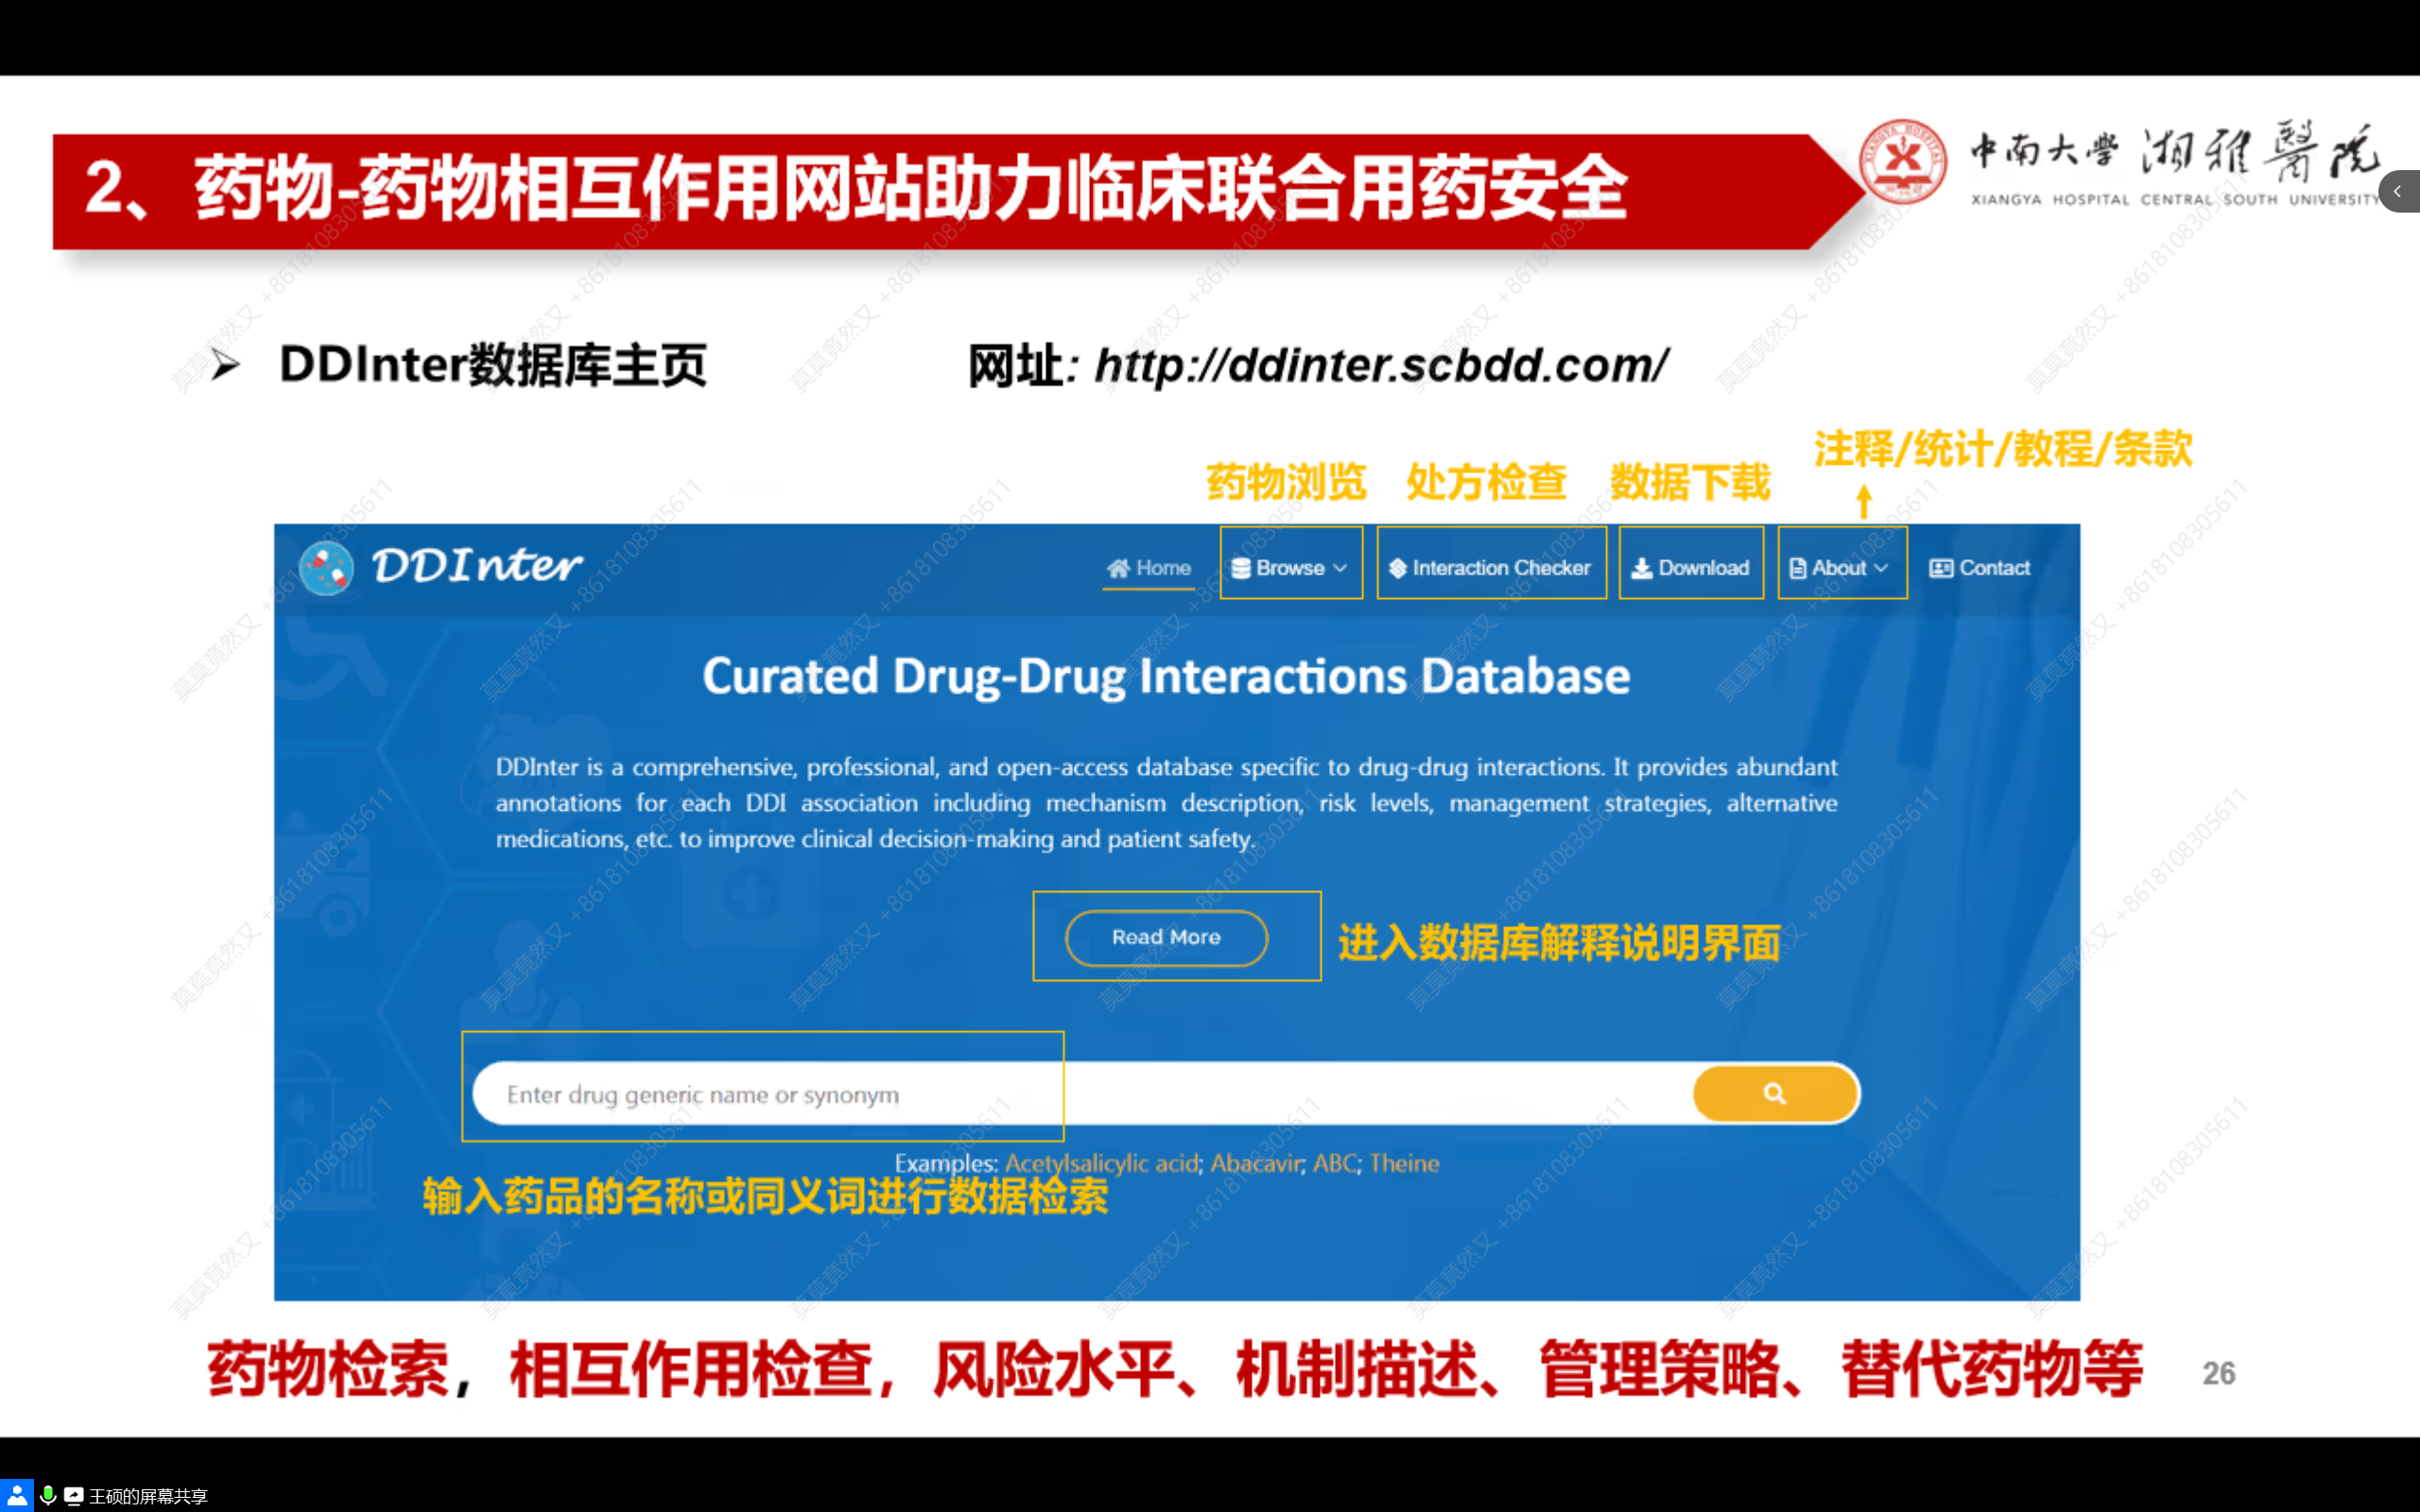 2、药物-药物相互作用网站助力临床联合用药安全
中南大学 湘雅醫院
XIANGYA HOSPITAL CENTRAL SOUTH UNIVERSITY
➢ DDInter数据库主页
网址: http://ddinter.scbdd.com/
注释/统计/教程/条款
药物浏览 处方检查 数据下载
DDInter
Home Browse Interaction Checker Download About Contact
Curated Drug-Drug Interactions Database
DDInter is a comprehensive, professional, and open-access database specific to drug-drug interactions. It provides abundant
annotations for each DDI association including mechanism description, risk levels, management strategies, alternative
medications, etc. to improve clinical decision-making and patient safety.
Read More
进入数据库解释说明界面
Enter drug generic name or synonym
Examples: Acetylsalicylic acid; Abacavir; ABC; Theine
输入药品的名称或同义词进行数据检索
药物检索，相互作用检查，风险水平、机制描述、管理策略、替代药物等
26
王硕的屏幕共享
莫莫竟然又 +8618108305611